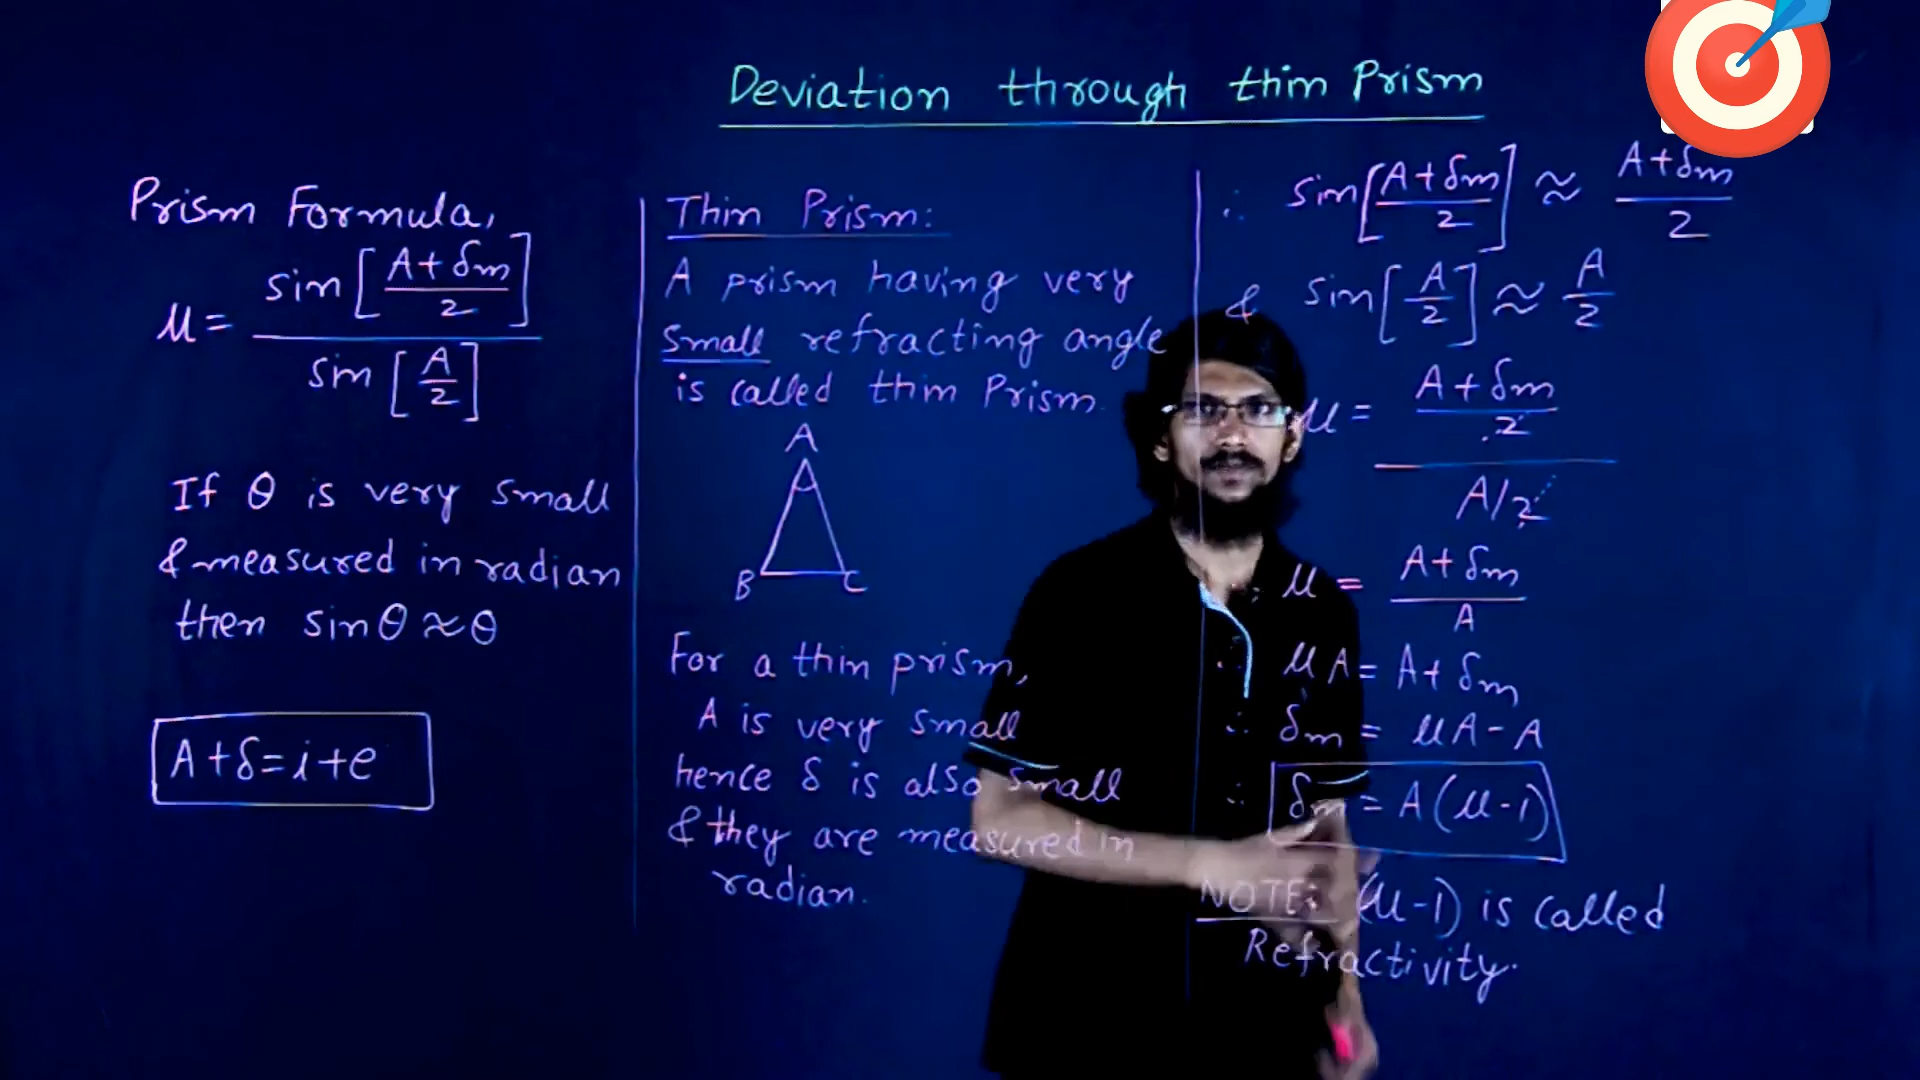 Deviation through thin Prism
Prism Formula,
μ = sin[(A+δm)/2] / sin[A/2]
If θ is very small
& measured in radian
then sinθ ≈ θ
A+δ=i+e
Thin Prism:
A prism having very
small refracting angle
is called thin Prism.
A
B C
For a thin prism,
A is very small
hence δ is also small
& they are measured in
radian.
∴ sin[(A+δm)/2] ≈ (A+δm)/2
& sin[A/2] ≈ A/2
μ = ((A+δm)/2) / (A/2)
μ = (A+δm)/A
∴ μA = A+δm
∴ δm = μA-A
∴ δm = A(μ-1)
NOTE: (μ-1) is called
Refractivity.